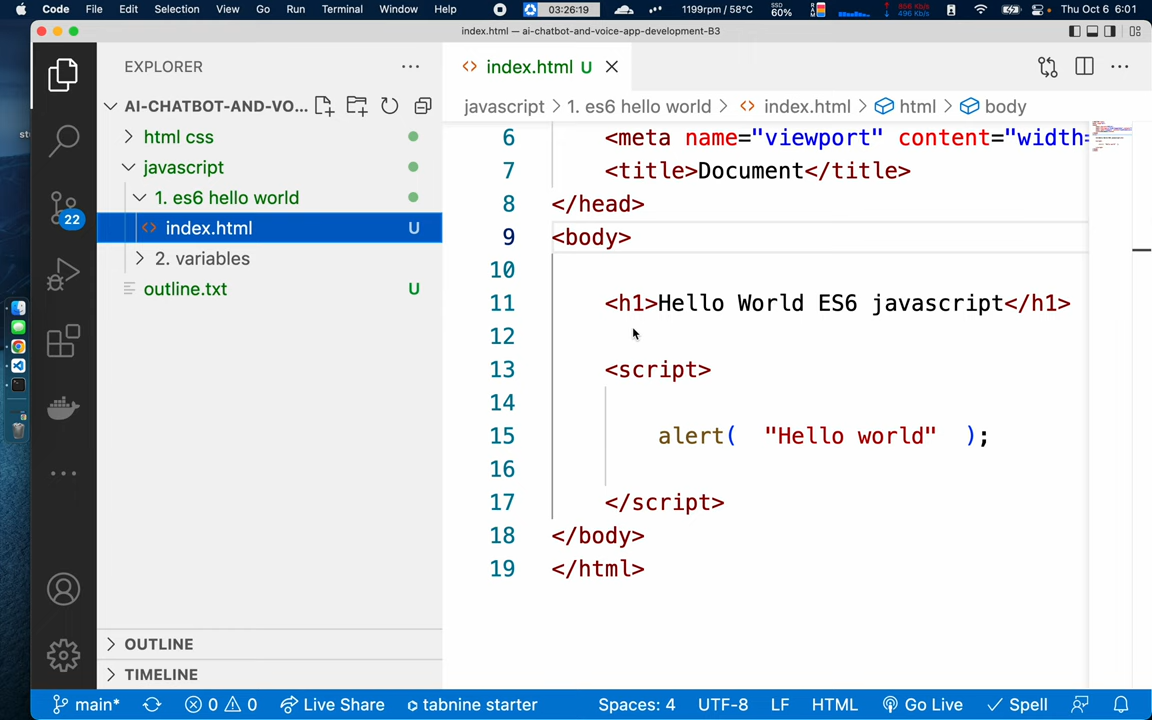 Code File Edit Selection View Go Run Terminal Window Help 03:26:19 1199rpm / 58°C SSD 60% 496 Kb/s Thu Oct 6 6:01
index.html — ai-chatbot-and-voice-app-development-B3
EXPLORER
index.html U
AI-CHATBOT-AND-VO...
javascript > 1. es6 hello world > index.html > html > body
html css
javascript
1. es6 hello world
index.html U
2. variables
outline.txt U
22
6 <meta name="viewport" content="width=
7 <title>Document</title>
8 </head>
9 <body>
10
11 <h1>Hello World ES6 javascript</h1>
12
13 <script>
14
15 alert( "Hello world" );
16
17 </script>
18 </body>
19 </html>
OUTLINE
TIMELINE
main* 0 0 Live Share tabnine starter Spaces: 4 UTF-8 LF HTML Go Live Spell